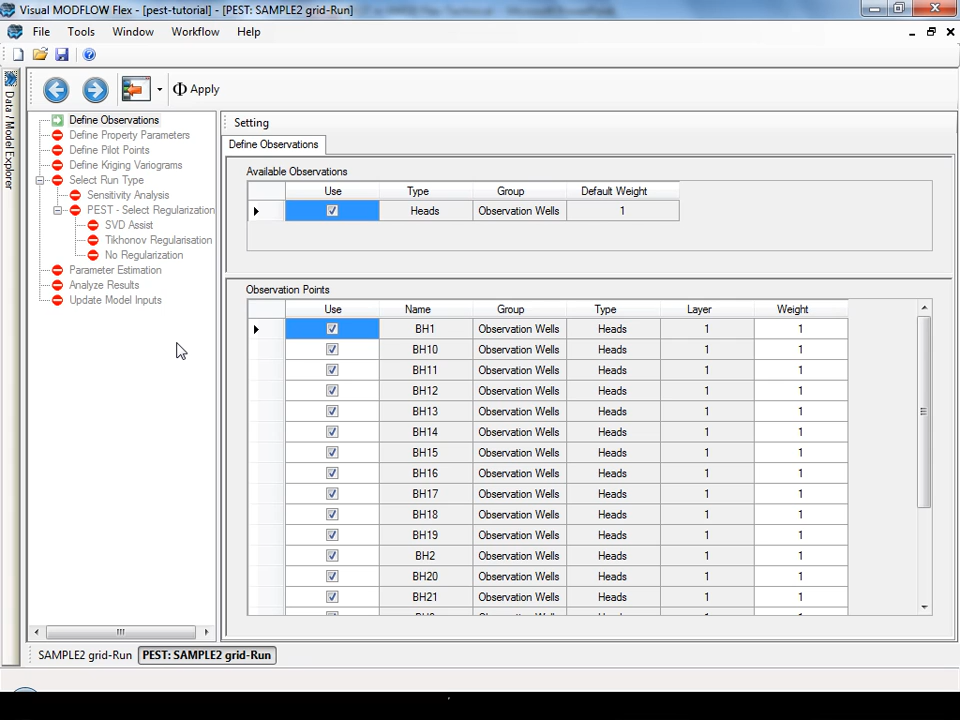 Visual MODFLOW Flex - [pest-tutorial] - [PEST: SAMPLE2 grid-Run]
File Tools Window Workflow Help
Apply
Data / Model Explorer
Define Observations
Define Property Parameters
Define Pilot Points
Define Kriging Variograms
Select Run Type
Sensitivity Analysis
PEST - Select Regularization
SVD Assist
Tikhonov Regularisation
No Regularization
Parameter Estimation
Analyze Results
Update Model Inputs
Setting
Define Observations
Available Observations
Use Type Group Default Weight
Heads Observation Wells 1
Observation Points
Use Name Group Type Layer Weight
BH1 Observation Wells Heads 1 1
BH10 Observation Wells Heads 1 1
BH11 Observation Wells Heads 1 1
BH12 Observation Wells Heads 1 1
BH13 Observation Wells Heads 1 1
BH14 Observation Wells Heads 1 1
BH15 Observation Wells Heads 1 1
BH16 Observation Wells Heads 1 1
BH17 Observation Wells Heads 1 1
BH18 Observation Wells Heads 1 1
BH19 Observation Wells Heads 1 1
BH2 Observation Wells Heads 1 1
BH20 Observation Wells Heads 1 1
BH21 Observation Wells Heads 1 1
SAMPLE2 grid-Run PEST: SAMPLE2 grid-Run